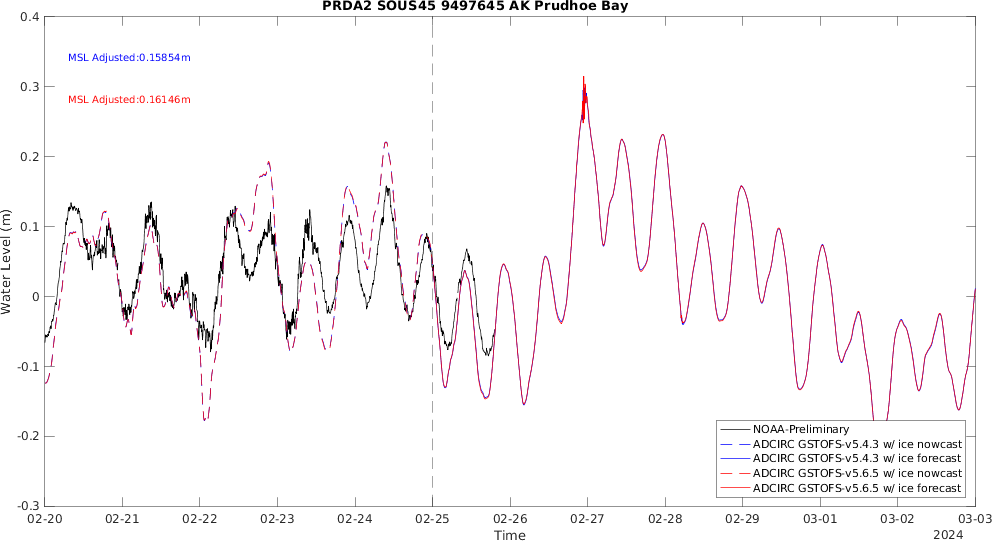 PRDA2 SOUS45 9497645 AK Prudhoe Bay
MSL Adjusted:0.15854m
MSL Adjusted:0.16146m
Water Level (m)
0.4
0.3
0.2
0.1
0
-0.1
-0.2
-0.3
NOAA-Preliminary
ADCIRC GSTOFS-v5.4.3 w/ ice nowcast
ADCIRC GSTOFS-v5.4.3 w/ ice forecast
ADCIRC GSTOFS-v5.6.5 w/ ice nowcast
ADCIRC GSTOFS-v5.6.5 w/ ice forecast
02-20 02-21 02-22 02-23 02-24 02-25 02-26 02-27 02-28 02-29 03-01 03-02 03-03
Time
2024